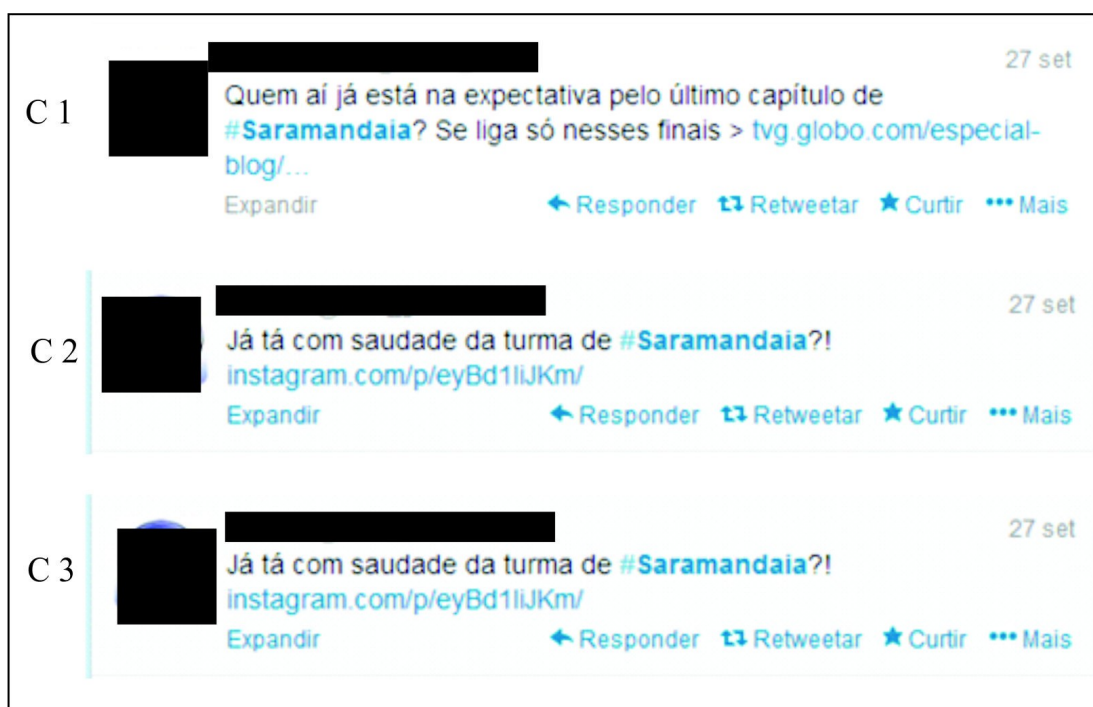 27 set
C 1
Quem aí já está na expectativa pelo último capítulo de
#Saramandaia? Se liga só nesses finais > tvg.globo.com/especial-
blog/...
Expandir Responder Retweetar Curtir Mais
27 set
C 2
Já tá com saudade da turma de #Saramandaia?!
instagram.com/p/eyBd1liJKm/
Expandir Responder Retweetar Curtir Mais
27 set
C 3
Já tá com saudade da turma de #Saramandaia?!
instagram.com/p/eyBd1liJKm/
Expandir Responder Retweetar Curtir Mais